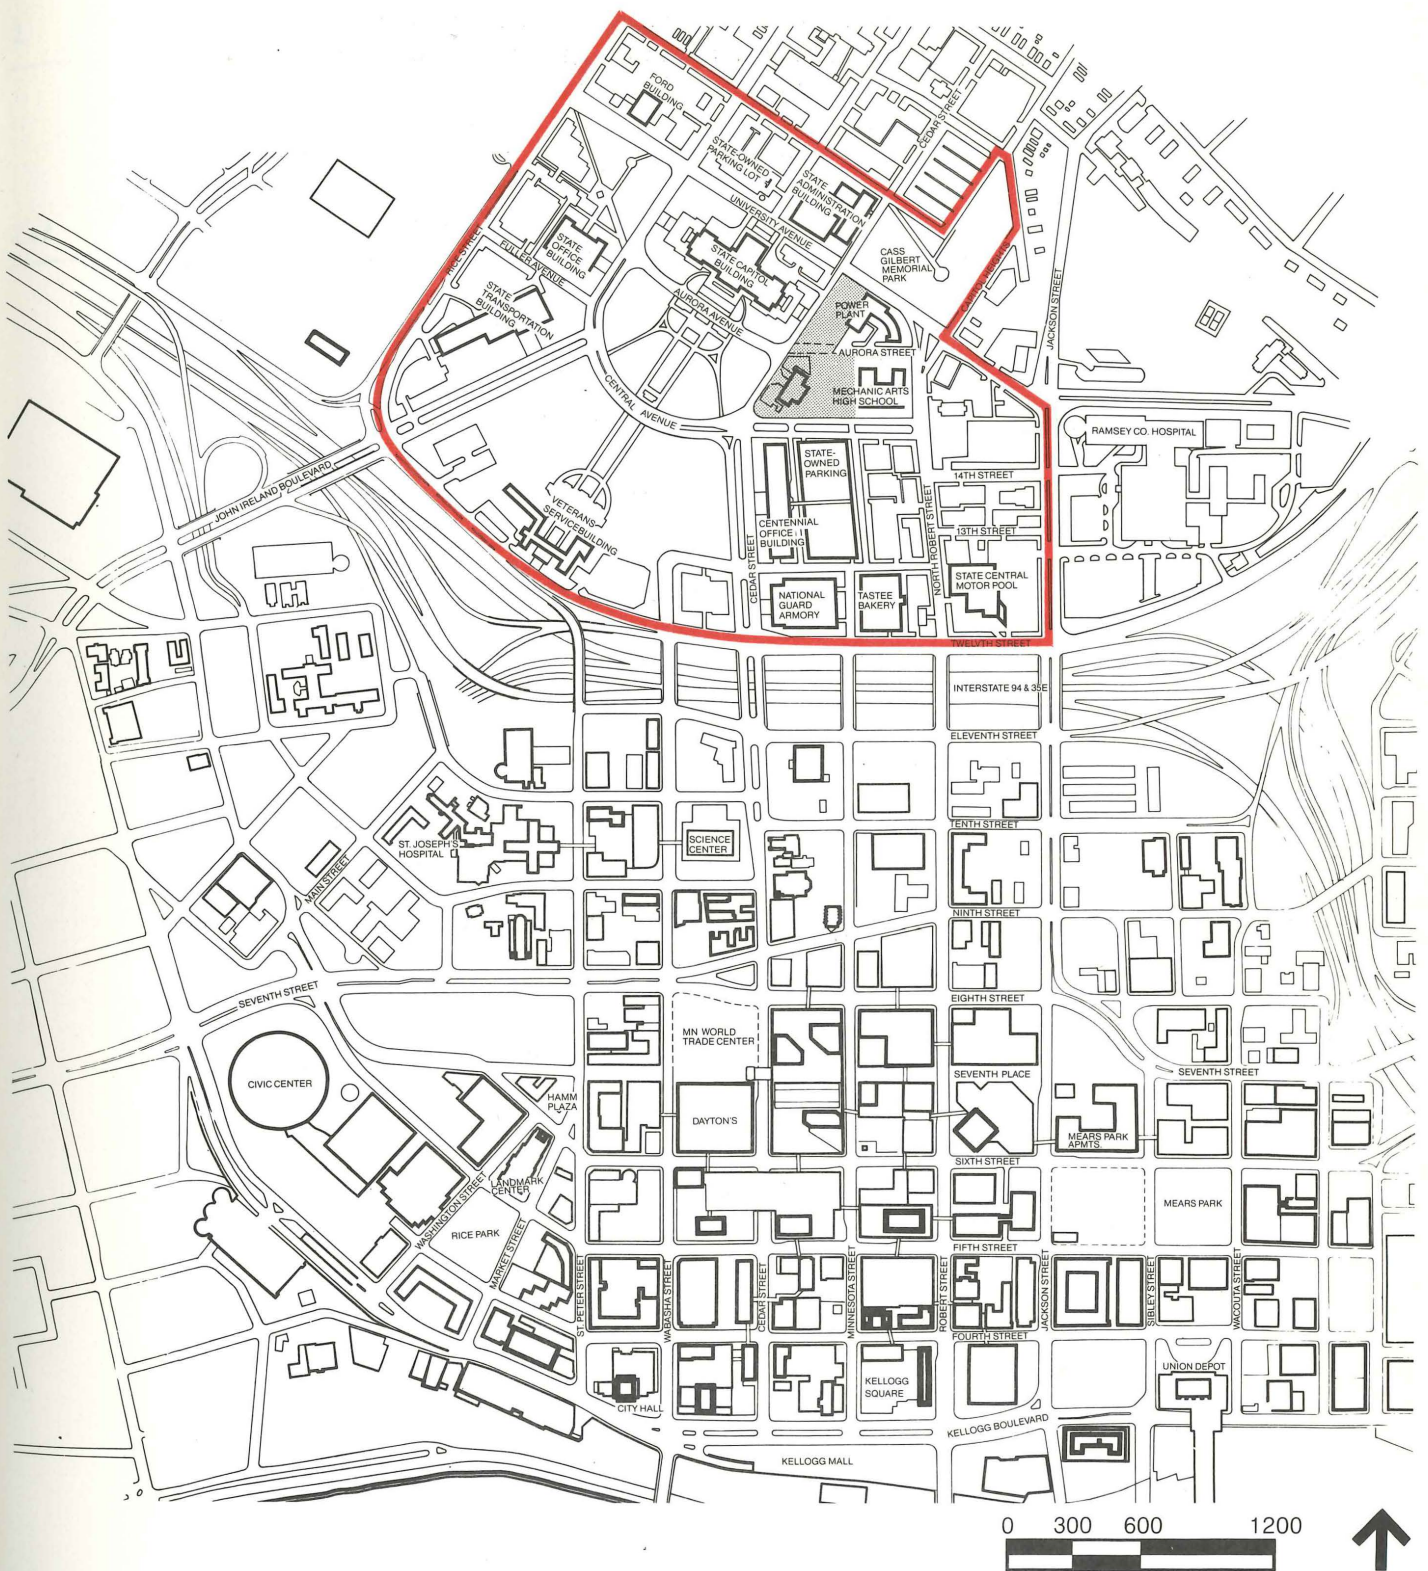 FORD
BUILDING
CEDAR STREET
STATE-OWNED
PARKING LOT
STATE
ADMINISTRATION
BUILDING
UNIVERSITY AVENUE
RICE STREET
STATE
OFFICE
BUILDING
FULLER AVENUE
STATE CAPITOL
BUILDING
CASS
GILBERT
MEMORIAL
PARK
CAPITOL HEIGHTS
JACKSON STREET
STATE
TRANSPORTATION
BUILDING
AURORA AVENUE
POWER
PLANT
AURORA STREET
MECHANIC ARTS
HIGH SCHOOL
CENTRAL AVENUE
RAMSEY CO. HOSPITAL
JOHN IRELAND BOULEVARD
STATE-
OWNED
PARKING
14TH STREET
VETERANS
SERVICE BUILDING
CENTENNIAL
OFFICE
BUILDING
13TH STREET
NORTH ROBERT STREET
CEDAR STREET
NATIONAL
GUARD
ARMORY
TASTEE
BAKERY
STATE CENTRAL
MOTOR POOL
TWELVTH STREET
INTERSTATE 94 & 35E
ELEVENTH STREET
TENTH STREET
ST. JOSEPH'S
HOSPITAL
SCIENCE
CENTER
MAIN STREET
NINTH STREET
SEVENTH STREET
EIGHTH STREET
MN WORLD
TRADE CENTER
CIVIC CENTER
SEVENTH PLACE
SEVENTH STREET
HAMM
PLAZA
DAYTON'S
MEARS PARK
APMTS.
SIXTH STREET
LANDMARK
CENTER
WASHINGTON STREET
RICE PARK
MARKET STREET
MEARS PARK
FIFTH STREET
ST. PETER STREET
WABASHA STREET
CEDAR STREET
MINNESOTA STREET
ROBERT STREET
JACKSON STREET
SIBLEY STREET
WACOUTA STREET
FOURTH STREET
UNION DEPOT
KELLOGG
SQUARE
CITY HALL
KELLOGG BOULEVARD
KELLOGG MALL
0 300 600 1200